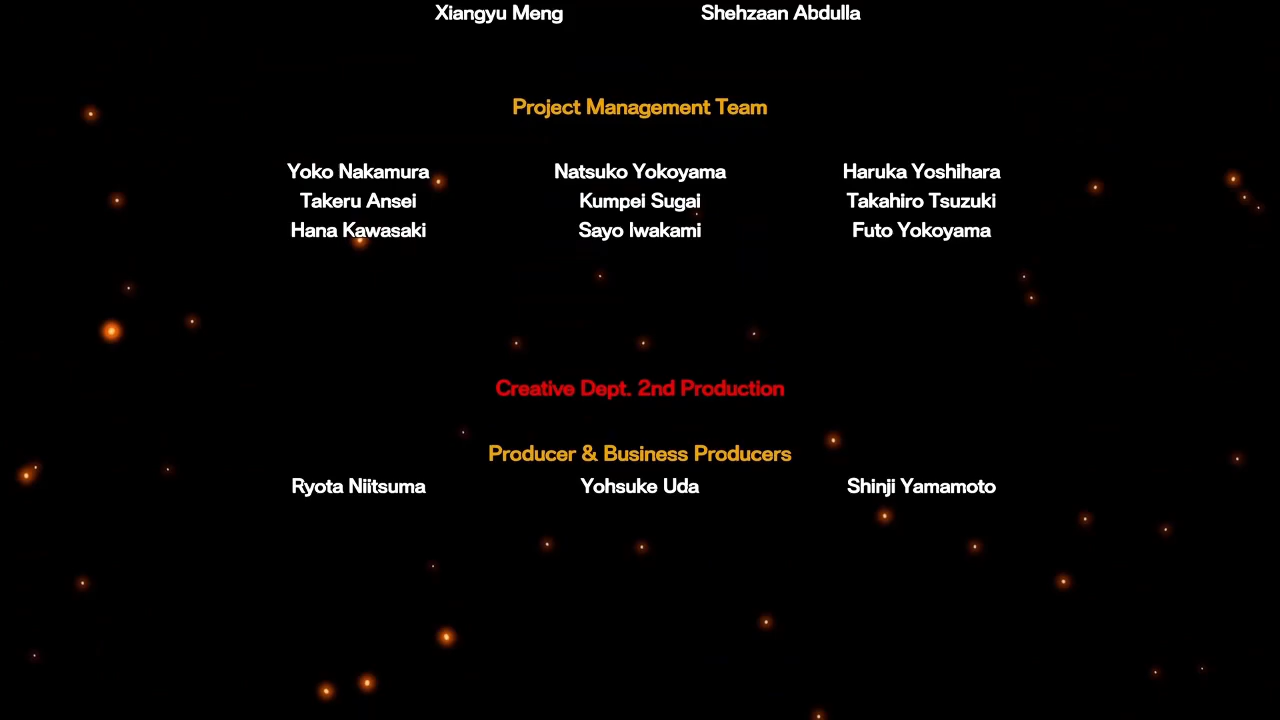 Xiangyu Meng Shehzaan Abdulla
Project Management Team
Yoko Nakamura Natsuko Yokoyama Haruka Yoshihara
Takeru Ansei Kumpei Sugai Takahiro Tsuzuki
Hana Kawasaki Sayo Iwakami Futo Yokoyama
Creative Dept. 2nd Production
Producer & Business Producers
Ryota Niitsuma Yohsuke Uda Shinji Yamamoto